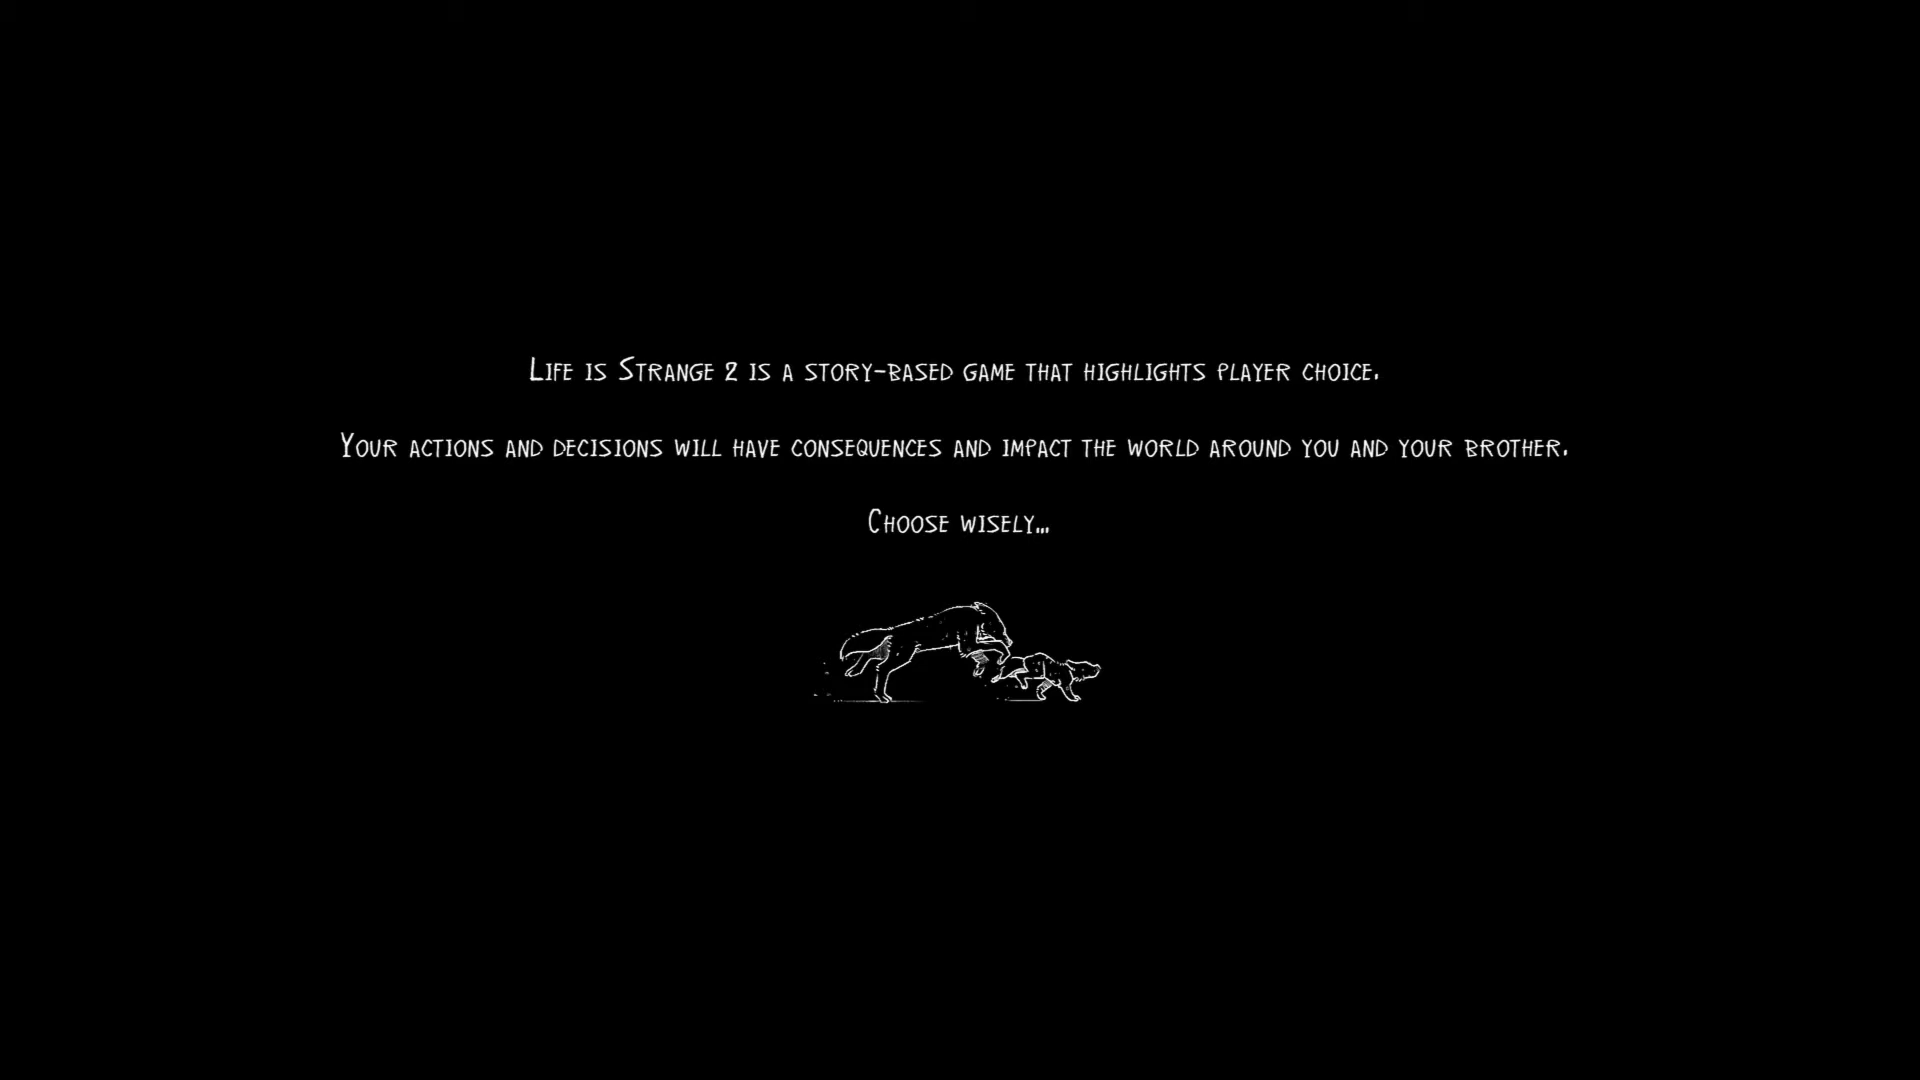 Life is Strange 2 is a story-based game that highlights player choice.
Your actions and decisions will have consequences and impact the world around you and your brother.
Choose wisely...